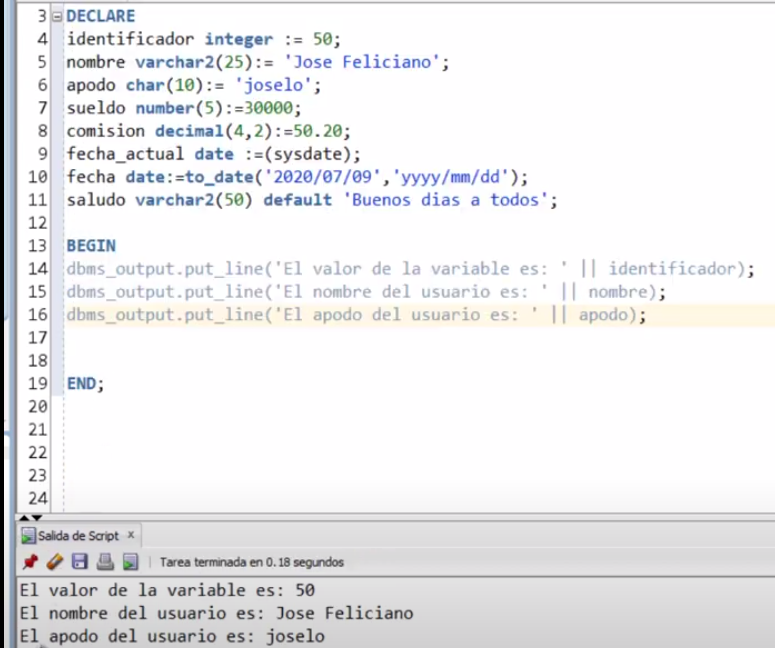 3 DECLARE
4 identificador integer := 50;
5 nombre varchar2(25):= 'Jose Feliciano';
6 apodo char(10):= 'joselo';
7 sueldo number(5):=30000;
8 comision decimal(4,2):=50.20;
9 fecha_actual date :=(sysdate);
10 fecha date:=to_date('2020/07/09','yyyy/mm/dd');
11 saludo varchar2(50) default 'Buenos dias a todos';
12
13 BEGIN
14 dbms_output.put_line('El valor de la variable es: ' || identificador);
15 dbms_output.put_line('El nombre del usuario es: ' || nombre);
16 dbms_output.put_line('El apodo del usuario es: ' || apodo);
17
18
19 END;
20
21
22
23
24
Salida de Script x
Tarea terminada en 0.18 segundos
El valor de la variable es: 50
El nombre del usuario es: Jose Feliciano
El apodo del usuario es: joselo